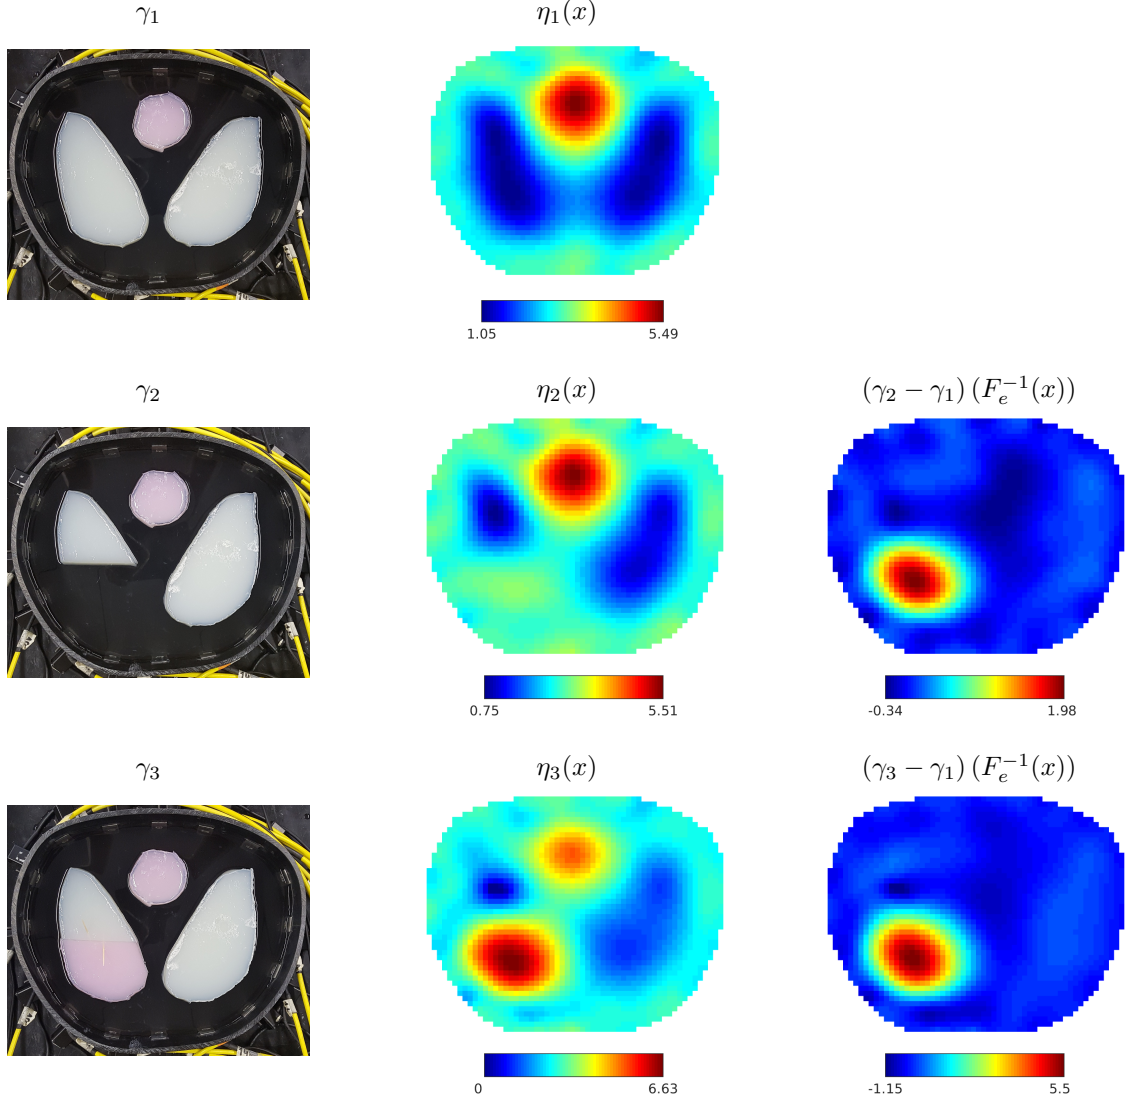 γ₁ η₁(x)
1.05 5.49
γ₂ η₂(x) (γ₂ − γ₁) (Fₑ⁻¹(x))
0.75 5.51 -0.34 1.98
γ₃ η₃(x) (γ₃ − γ₁) (Fₑ⁻¹(x))
0 6.63 -1.15 5.5